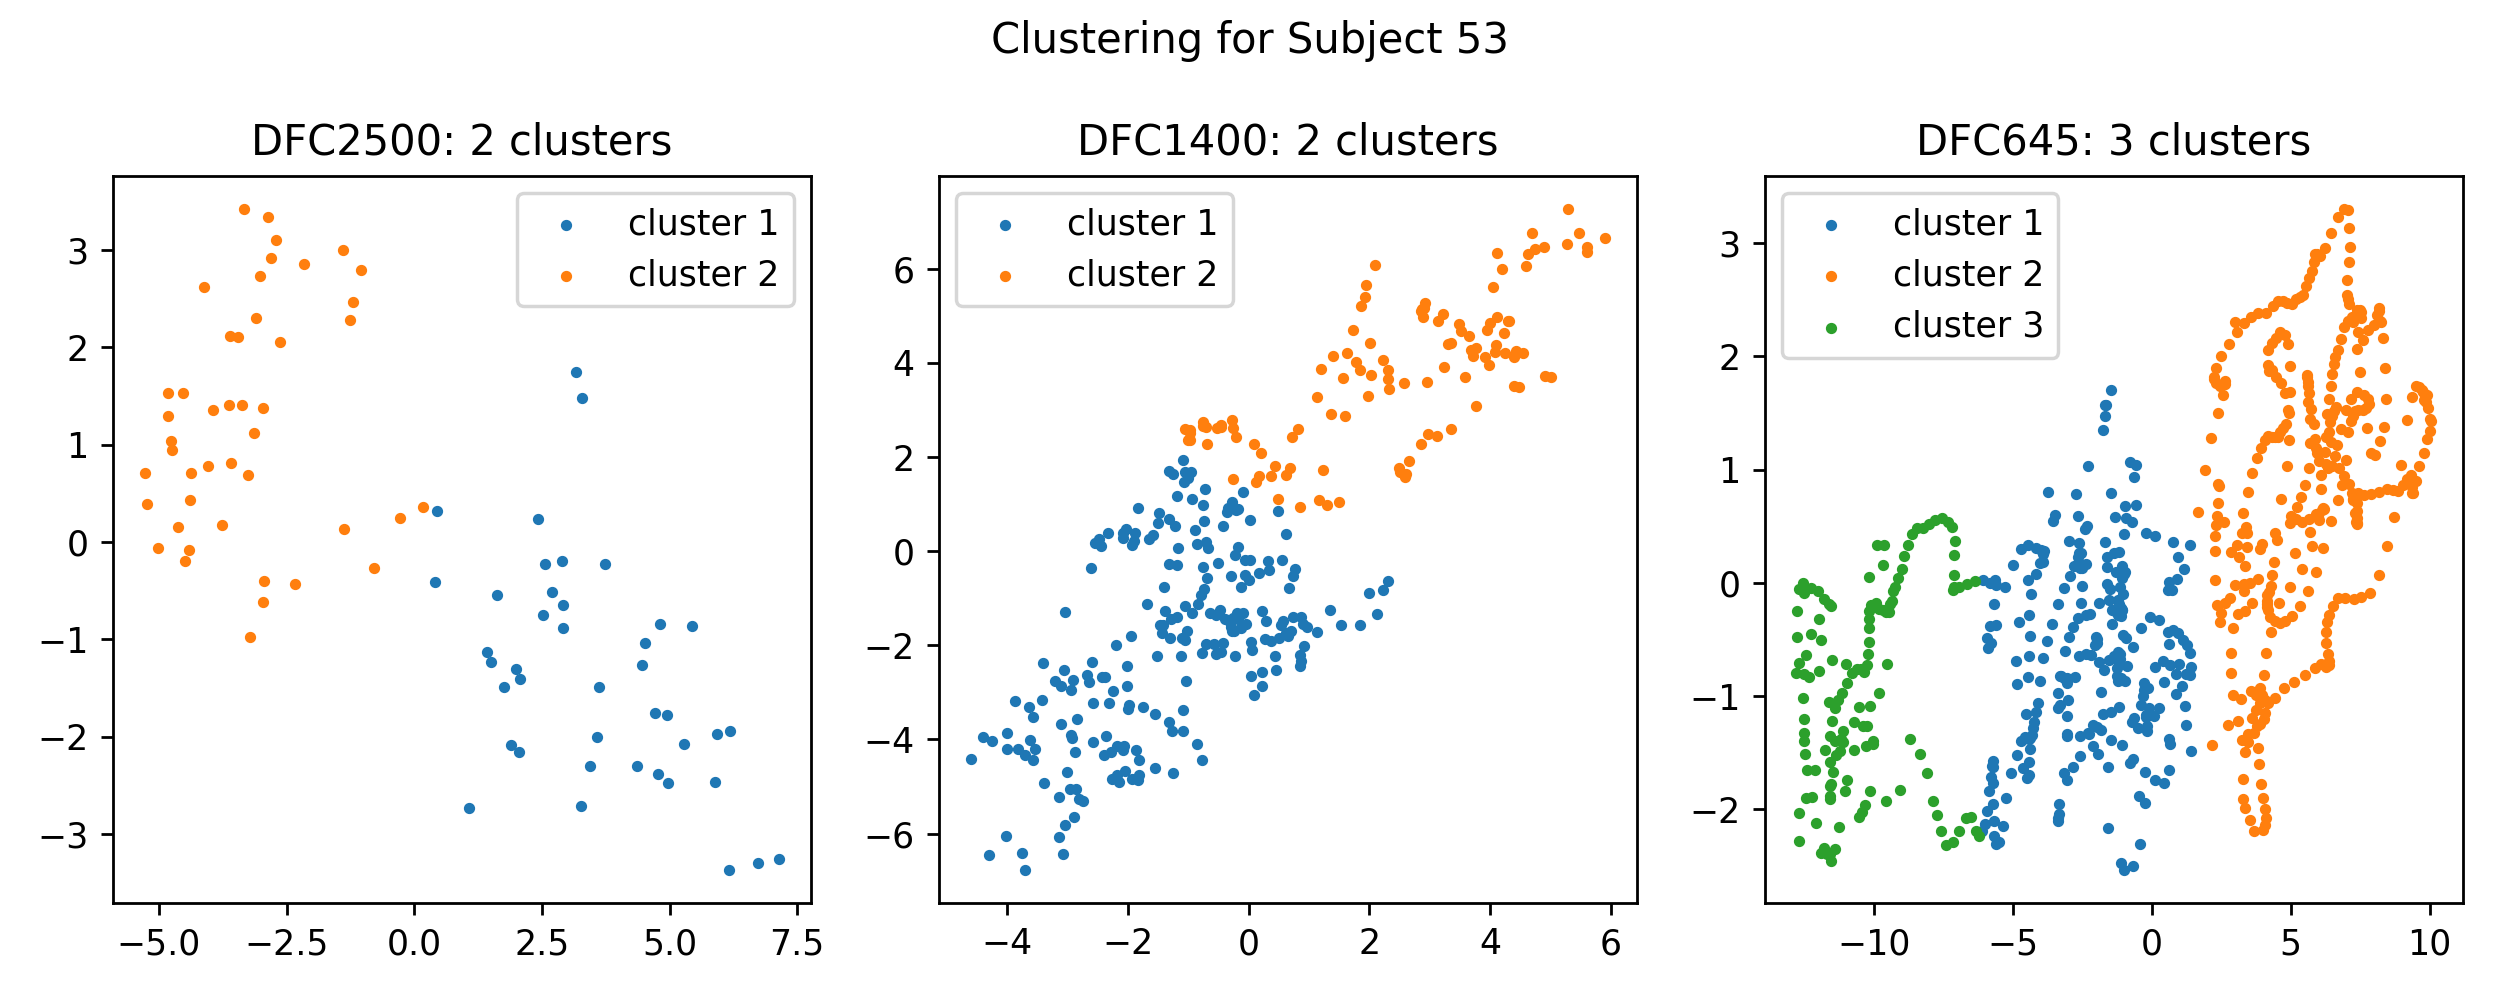 Clustering for Subject 53
DFC2500: 2 clusters
cluster 1
cluster 2
3
2
1
0
−1
−2
−3
−5.0 −2.5 0.0 2.5 5.0 7.5
DFC1400: 2 clusters
cluster 1
cluster 2
6
4
2
0
−2
−4
−6
−4 −2 0 2 4 6
DFC645: 3 clusters
cluster 1
cluster 2
cluster 3
3
2
1
0
−1
−2
−10 −5 0 5 10